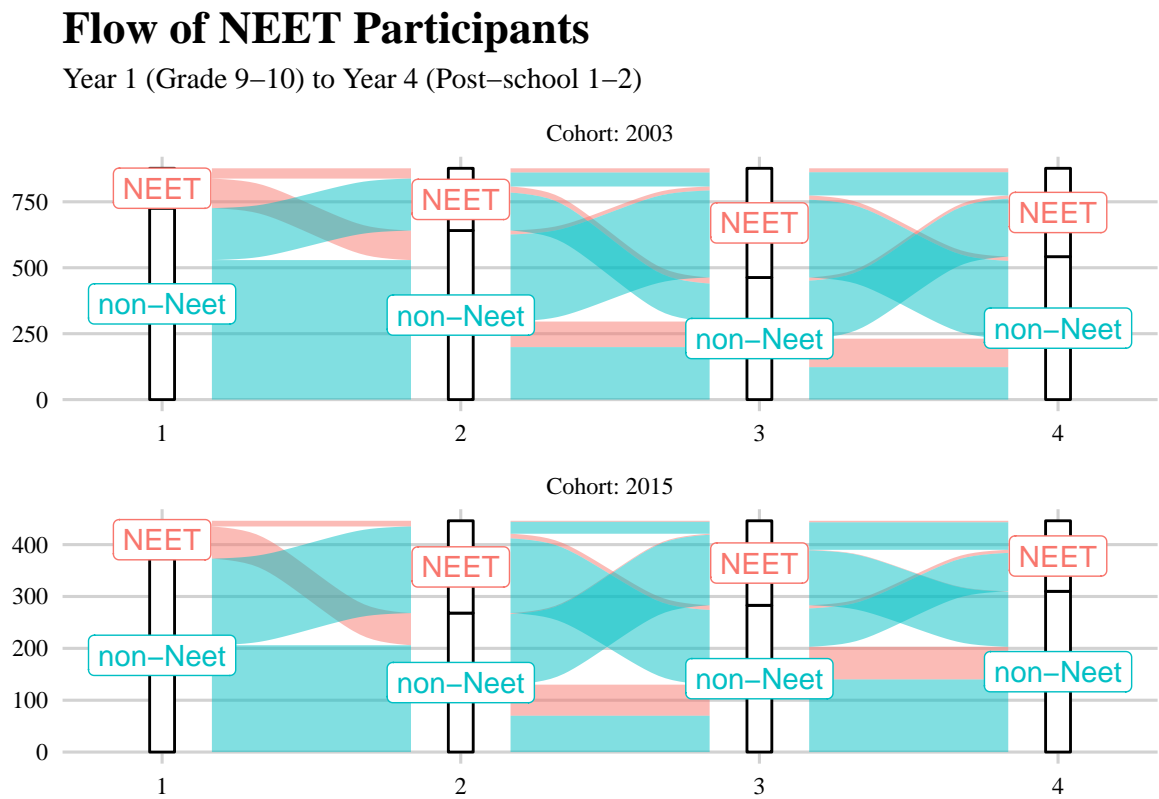 Flow of NEET Participants
Year 1 (Grade 9–10) to Year 4 (Post–school 1–2)
Cohort: 2003
750
500
250
0
NEET
non–Neet
NEET
non–Neet
NEET
non–Neet
NEET
non–Neet
1 2 3 4
Cohort: 2015
400
300
200
100
0
NEET
non–Neet
NEET
non–Neet
NEET
non–Neet
NEET
non–Neet
1 2 3 4